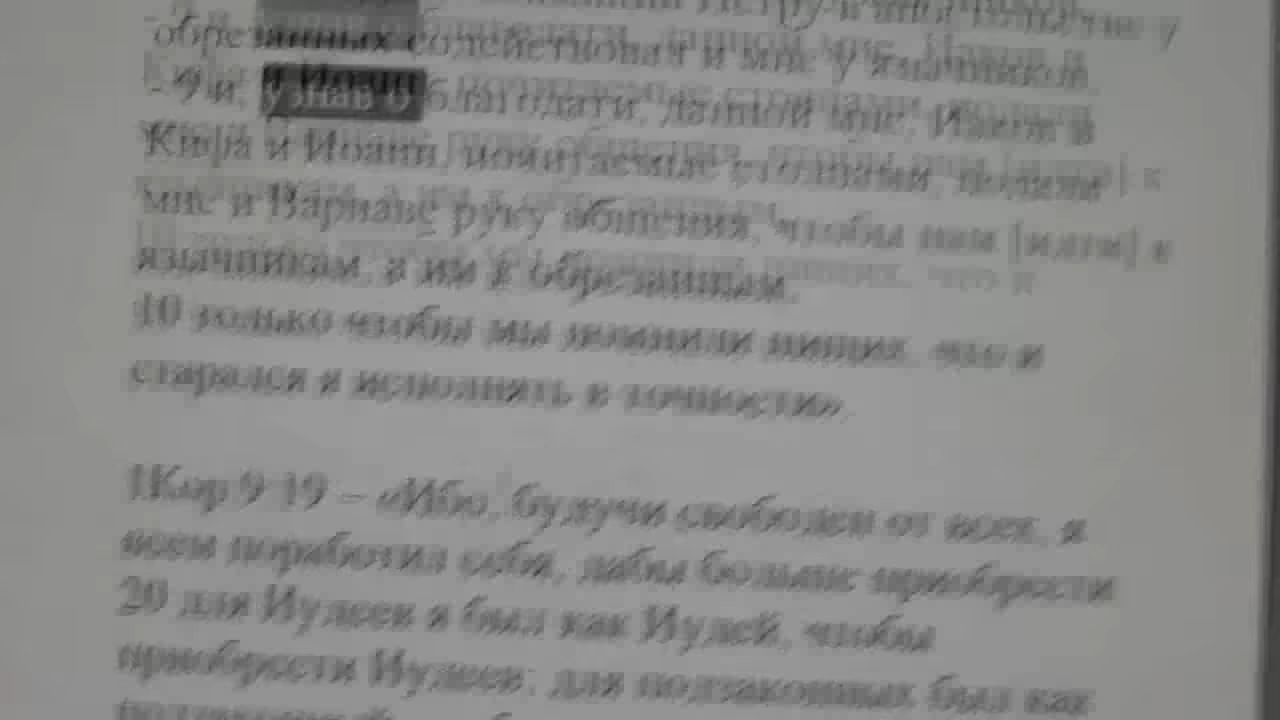 Петру
обрезанных содействовал и мне у язычников,
9 и, узнав о благодати, данной мне, Иаков и
Кифа и Иоанн, почитаемые столпами, подали
мне и Варнаве руку общения, чтобы нам [идти] к
язычникам, а им к обрезанным,
10 только чтобы мы помнили нищих, что и
старался я исполнять в точности».
1Кор 9:19 – «Ибо, будучи свободен от всех, я
всем поработил себя, дабы больше приобрести
20 для Иудеев я был как Иудей, чтобы
приобрести Иудеев; для подзаконных был как